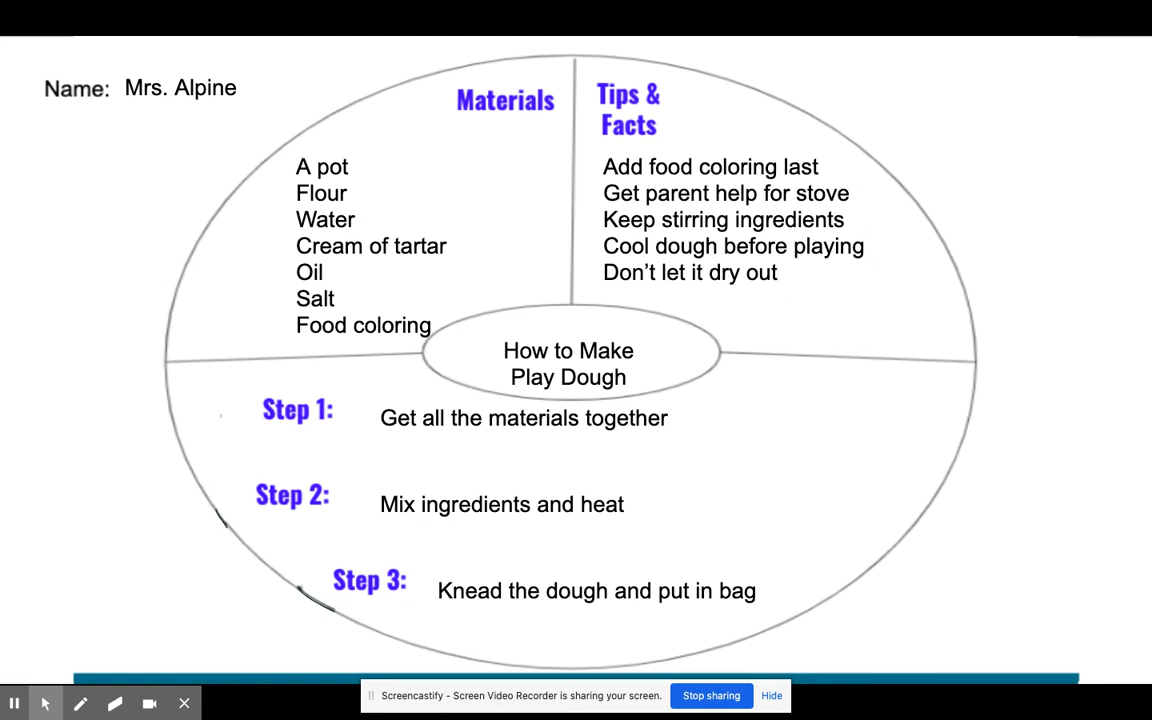 Name: Mrs. Alpine
Materials
A pot
Flour
Water
Cream of tartar
Oil
Salt
Food coloring
Tips &
Facts
Add food coloring last
Get parent help for stove
Keep stirring ingredients
Cool dough before playing
Don’t let it dry out
How to Make
Play Dough
Step 1: Get all the materials together
Step 2: Mix ingredients and heat
Step 3: Knead the dough and put in bag
Screencastify - Screen Video Recorder is sharing your screen. Stop sharing Hide